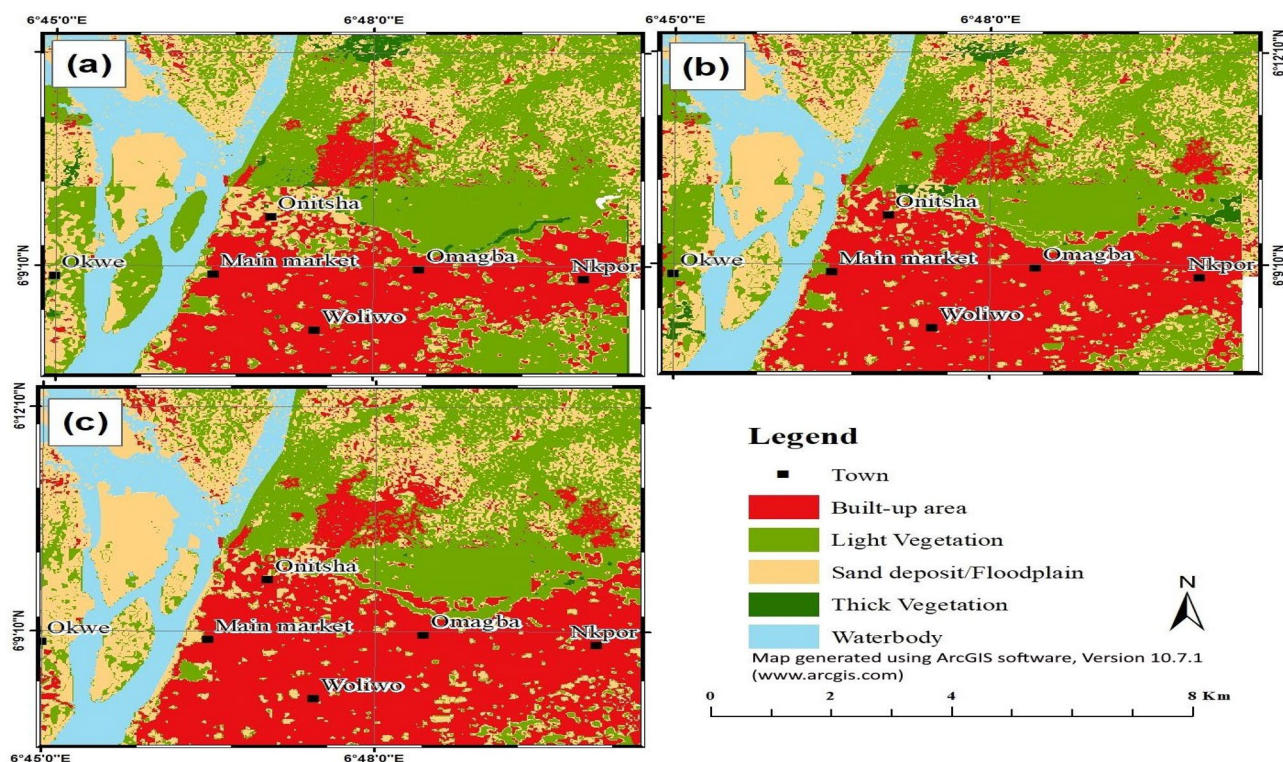 6°45'0"E
6°48'0"E
6°45'0"E
6°48'0"E
(a)
(b)
6°12'10"N
Onitsha
Onitsha
Okwe
Main market
Omagba
Nkpor
Okwe
Main market
Omagba
Nkpor
6°9'10"N
6°9'10"N
Woliwo
Woliwo
(c)
6°12'10"N
Onitsha
Okwe
Main market
Omagba
Nkpor
6°9'10"N
Woliwo
6°45'0"E
6°48'0"E
Legend
Town
Built-up area
Light Vegetation
Sand deposit/Floodplain
Thick Vegetation
Waterbody
N
Map generated using ArcGIS software, Version 10.7.1
(www.arcgis.com)
0 2 4 8 Km